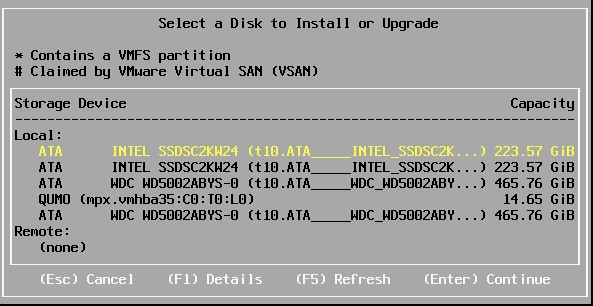 Select a Disk to Install or Upgrade
* Contains a VMFS partition
# Claimed by VMware Virtual SAN (VSAN)
Storage Device Capacity
Local:
ATA INTEL SSDSC2KW24 (t10.ATA_____INTEL_SSDSC2K...) 223.57 GiB
ATA INTEL SSDSC2KW24 (t10.ATA_____INTEL_SSDSC2K...) 223.57 GiB
ATA WDC WD5002ABYS-0 (t10.ATA_____WDC_WD5002ABY...) 465.76 GiB
QUMO (mpx.vmhba35:C0:T0:L0) 14.65 GiB
ATA WDC WD5002ABYS-0 (t10.ATA_____WDC_WD5002ABY...) 465.76 GiB
Remote:
(none)
(Esc) Cancel (F1) Details (F5) Refresh (Enter) Continue